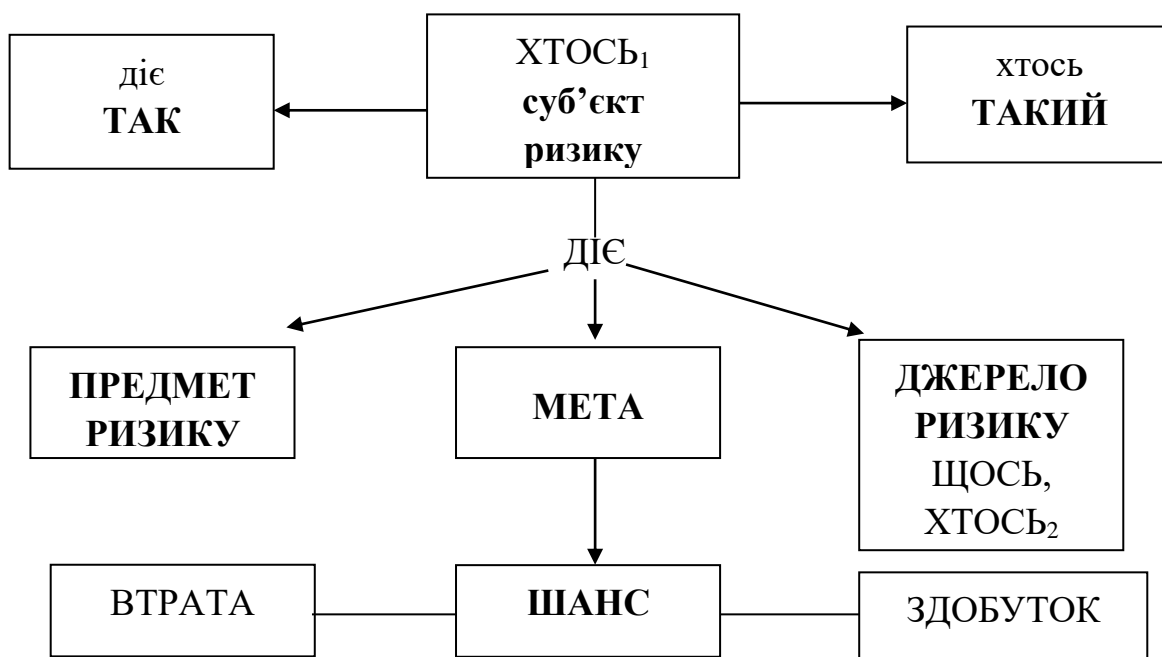 діє
ТАК
ХТОСЬ₁
суб’єкт
ризику
хтось
ТАКИЙ
ДІЄ
ПРЕДМЕТ
РИЗИКУ
МЕТА
ДЖЕРЕЛО
РИЗИКУ
ЩОСЬ,
ХТОСЬ₂
ВТРАТА
ШАНС
ЗДОБУТОК